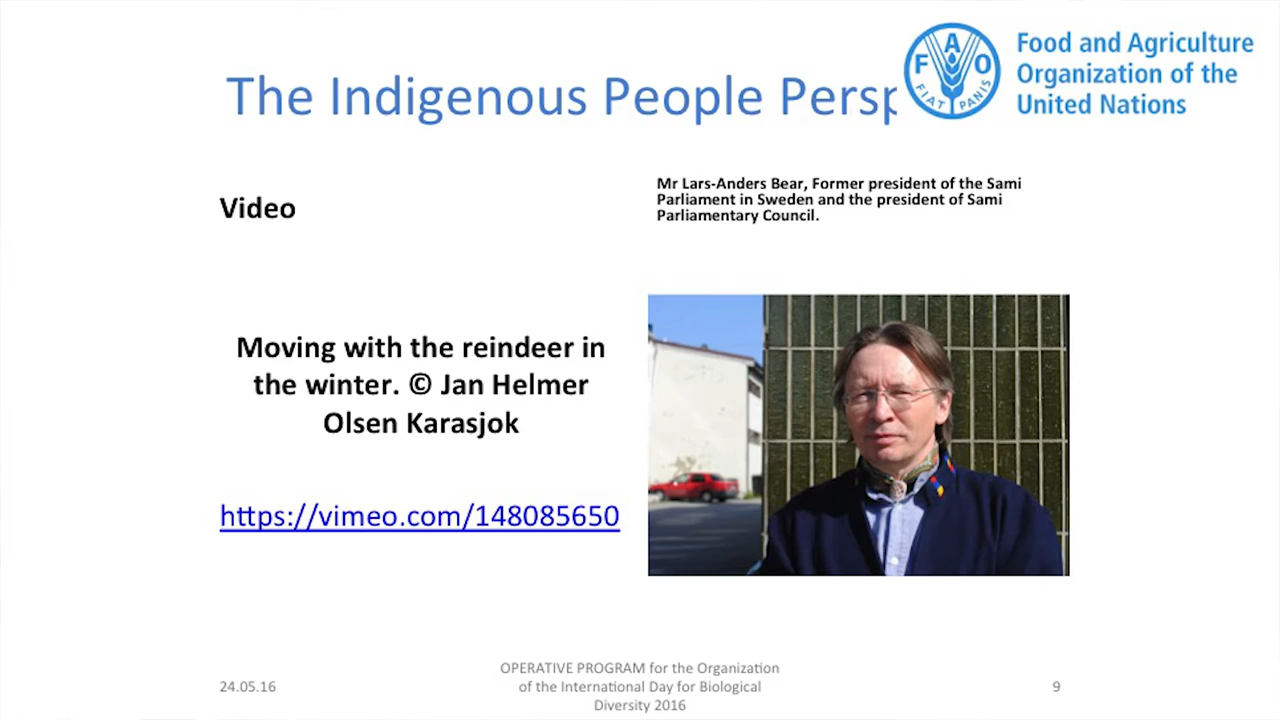 The Indigenous People Persp
FAO
FIAT PANIS
Food and Agriculture
Organization of the
United Nations
Video
Mr Lars-Anders Bear, Former president of the Sami
Parliament in Sweden and the president of Sami
Parliamentary Council.
Moving with the reindeer in
the winter. © Jan Helmer
Olsen Karasjok
https://vimeo.com/148085650
24.05.16
OPERATIVE PROGRAM for the Organization
of the International Day for Biological
Diversity 2016
9